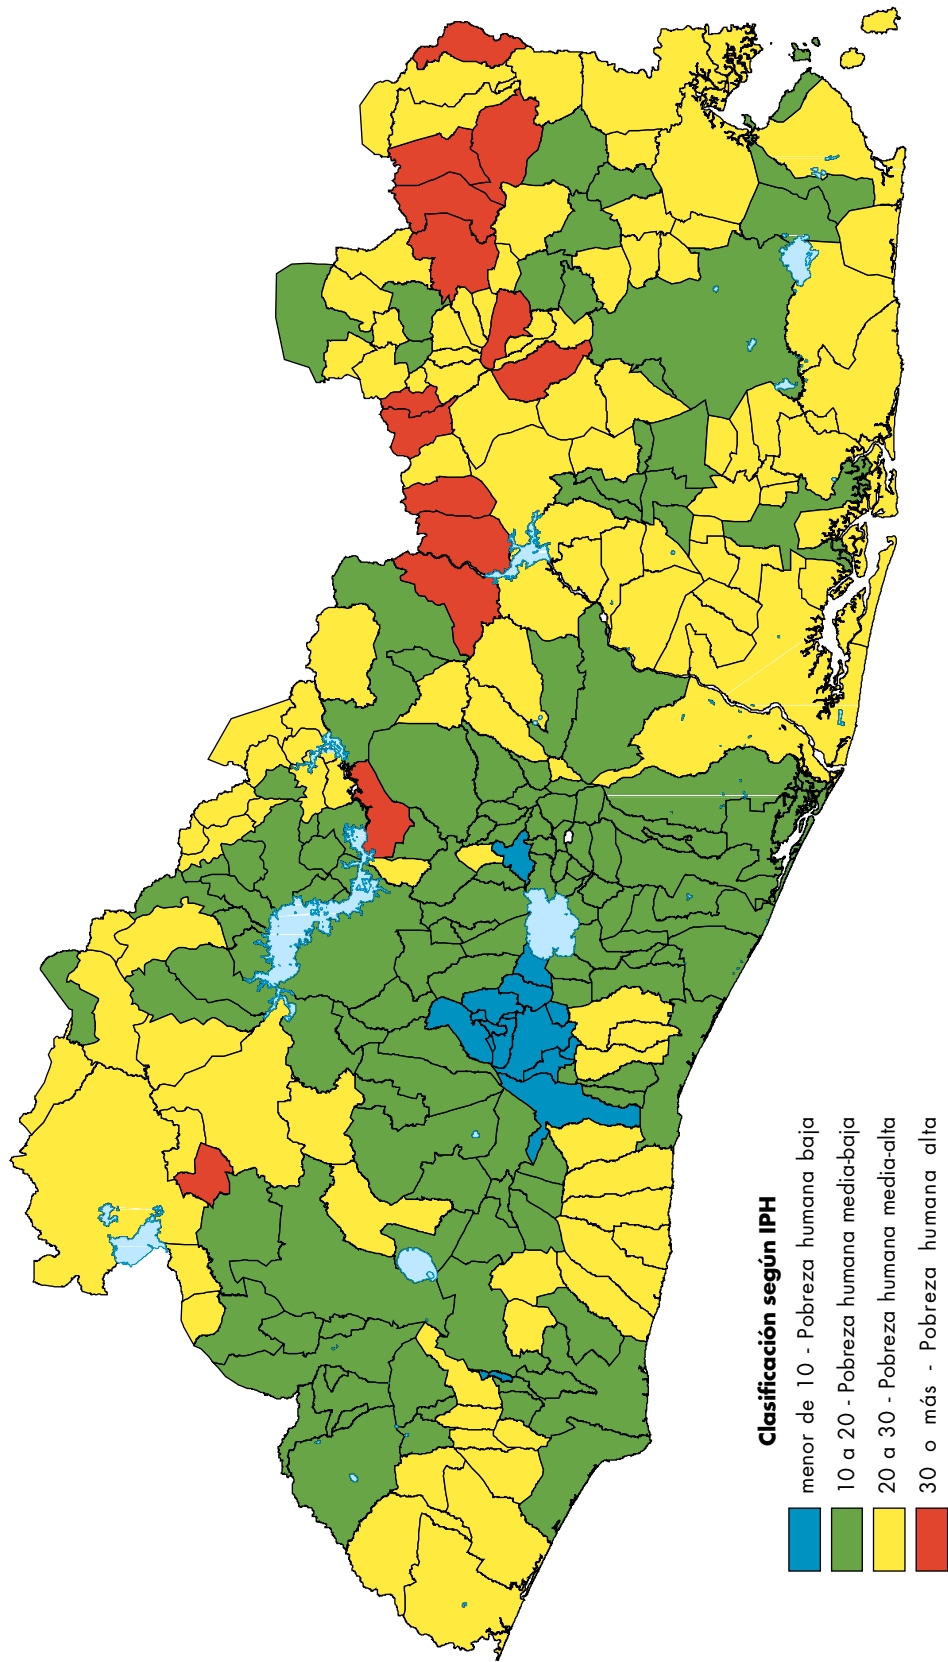 Clasificación según IPH
menor de 10 - Pobreza humana baja
10 a 20 - Pobreza humana media-baja
20 a 30 - Pobreza humana media-alta
30 o más - Pobreza humana alta